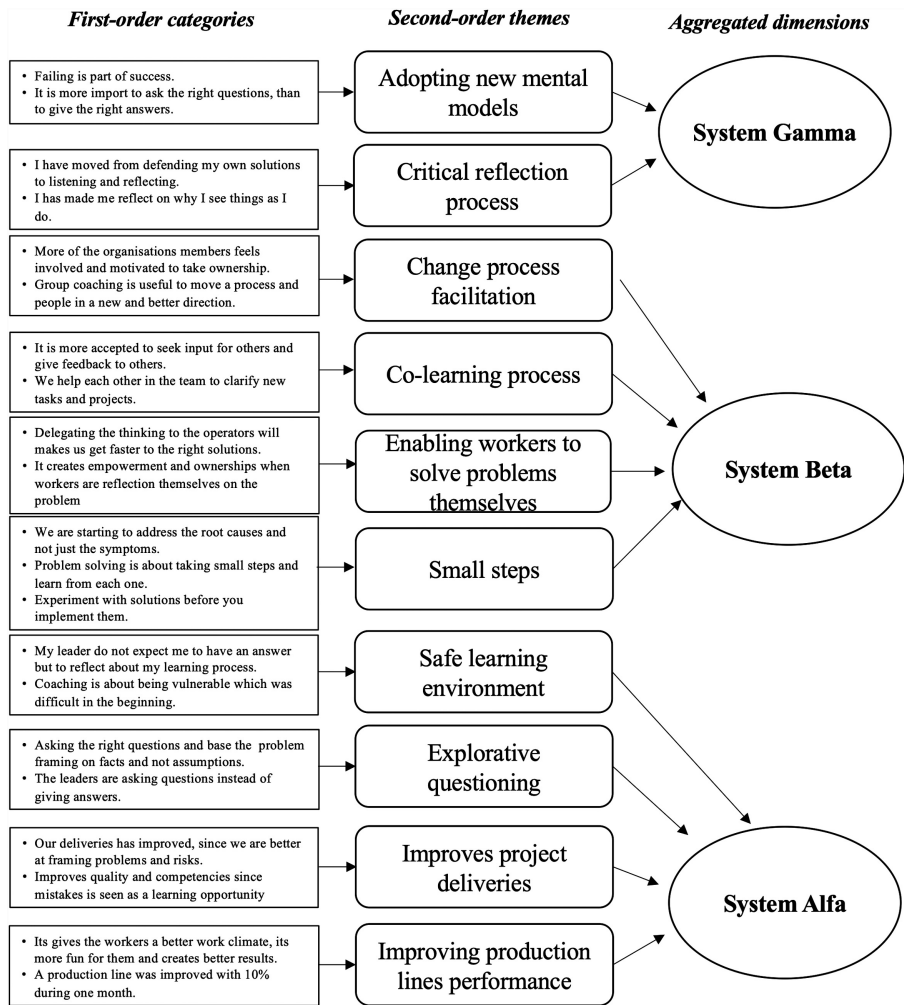 First-order categories
Second-order themes
Aggregated dimensions
• Failing is part of success.
• It is more import to ask the right questions, than
to give the right answers.
Adopting new mental
models
System Gamma
• I have moved from defending my own solutions
to listening and reflecting.
• I has made me reflect on why I see things as I
do.
Critical reflection
process
• More of the organisations members feels
involved and motivated to take ownership.
• Group coaching is useful to move a process and
people in a new and better direction.
Change process
facilitation
• It is more accepted to seek input for others and
give feedback to others.
• We help each other in the team to clarify new
tasks and projects.
Co-learning process
• Delegating the thinking to the operators will
makes us get faster to the right solutions.
• It creates empowerment and ownerships when
workers are reflection themselves on the
problem
Enabling workers to
solve problems
themselves
System Beta
• We are starting to address the root causes and
not just the symptoms.
• Problem solving is about taking small steps and
learn from each one.
• Experiment with solutions before you
implement them.
Small steps
• My leader do not expect me to have an answer
but to reflect about my learning process.
• Coaching is about being vulnerable which was
difficult in the beginning.
Safe learning
environment
• Asking the right questions and base the problem
framing on facts and not assumptions.
• The leaders are asking questions instead of
giving answers.
Explorative
questioning
• Our deliveries has improved, since we are better
at framing problems and risks.
• Improves quality and competencies since
mistakes is seen as a learning opportunity
Improves project
deliveries
System Alfa
• Its gives the workers a better work climate, its
more fun for them and creates better results.
• A production line was improved with 10%
during one month.
Improving production
lines performance